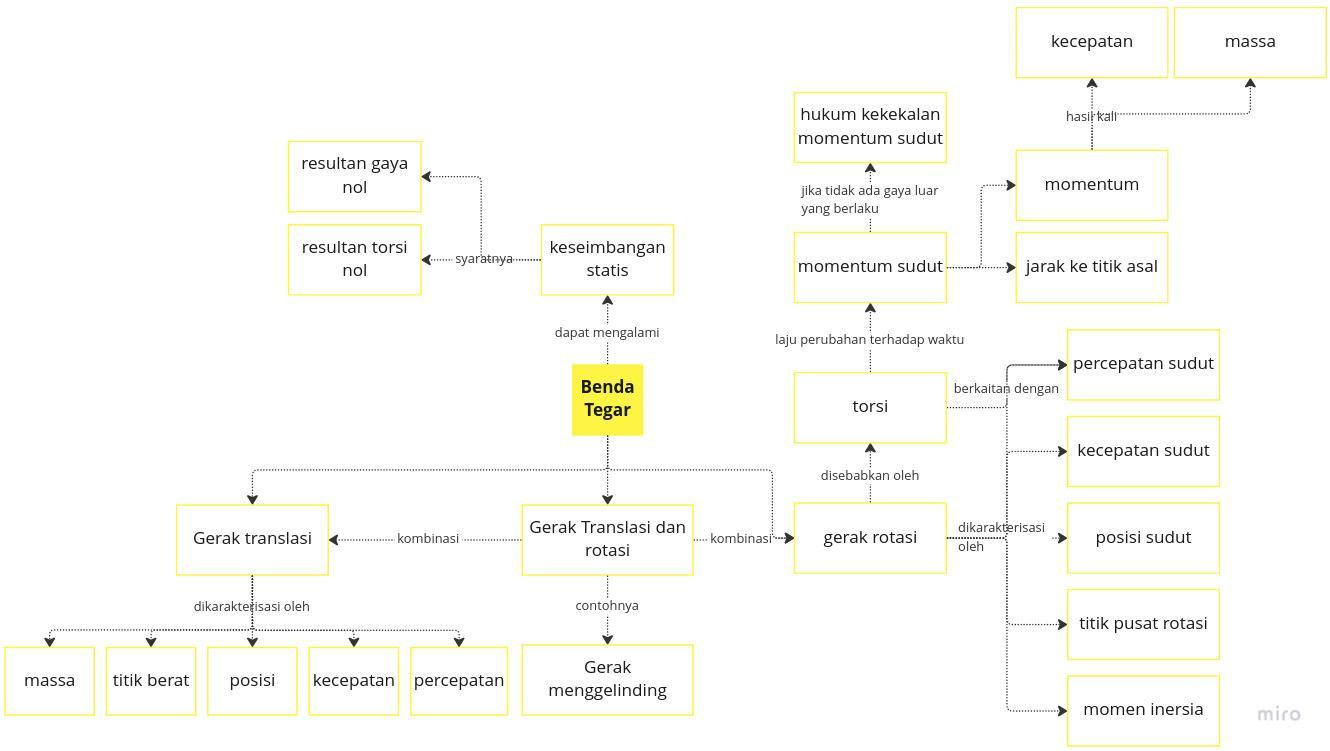 kecepatan
massa
hasil kali
hukum kekekalan
momentum sudut
resultan gaya
nol
jika tidak ada gaya luar
yang berlaku
momentum
resultan torsi
nol
syaratnya
keseimbangan
statis
momentum sudut
jarak ke titik asal
dapat mengalami
laju perubahan terhadap waktu
Benda
Tegar
torsi
berkaitan dengan
percepatan sudut
kecepatan sudut
disebabkan oleh
Gerak translasi
kombinasi
Gerak Translasi dan
rotasi
kombinasi
gerak rotasi
dikarakterisasi
oleh
posisi sudut
dikarakterisasi oleh
contohnya
titik pusat rotasi
massa
titik berat
posisi
kecepatan
percepatan
Gerak
menggelinding
momen inersia
miro